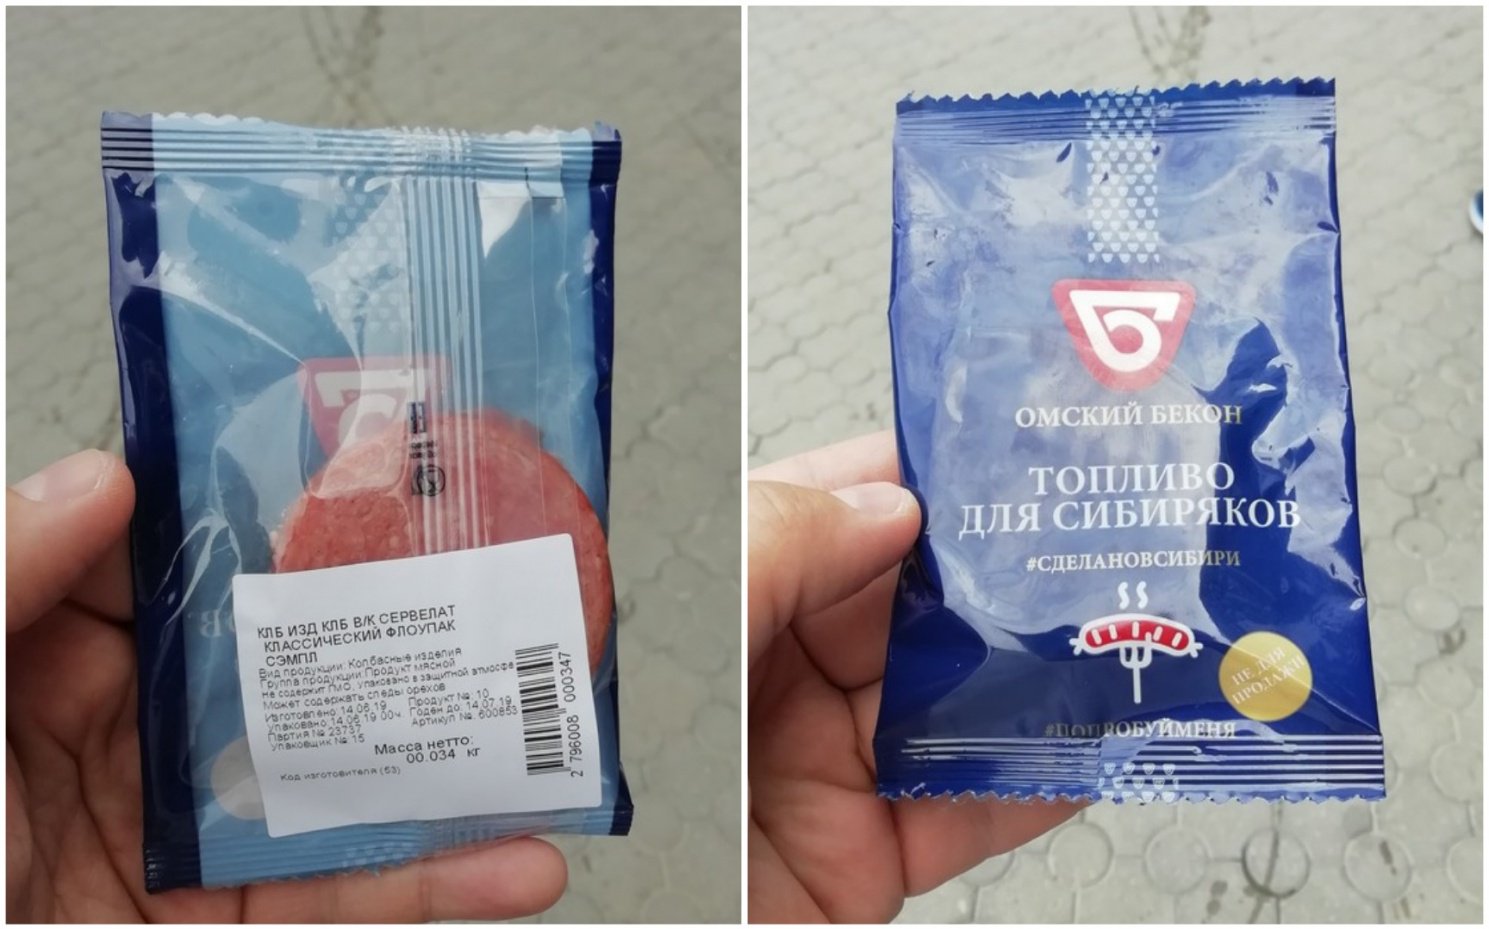 КЛБ ИЗД КЛБ В/К СЕРВЕЛАТ
КЛАССИЧЕСКИЙ ФЛОУПАК
СЭМПЛ
Вид продукции: Колбасные изделия
Группа продукции:Продукт мясной
Не содержит ГМО, упаковано в защитной атмосфе
Может содержать следы орехов
Изготовлено:14.06.19 Продукт №: 10
Упаковано:14.06.19 00ч. Годен до: 14.07.19
Партия № 23737 Артикул №: 600853
Упаковщик № 15
Масса нетто:
00.034 кг
Код изготовителя (53)
2 796008 000347
ОМСКИЙ БЕКОН
ТОПЛИВО
ДЛЯ СИБИРЯКОВ
#СДЕЛАНОВСИБИРИ
НЕ ДЛЯ
ПРОДАЖИ
#ПОПРОБУЙМЕНЯ